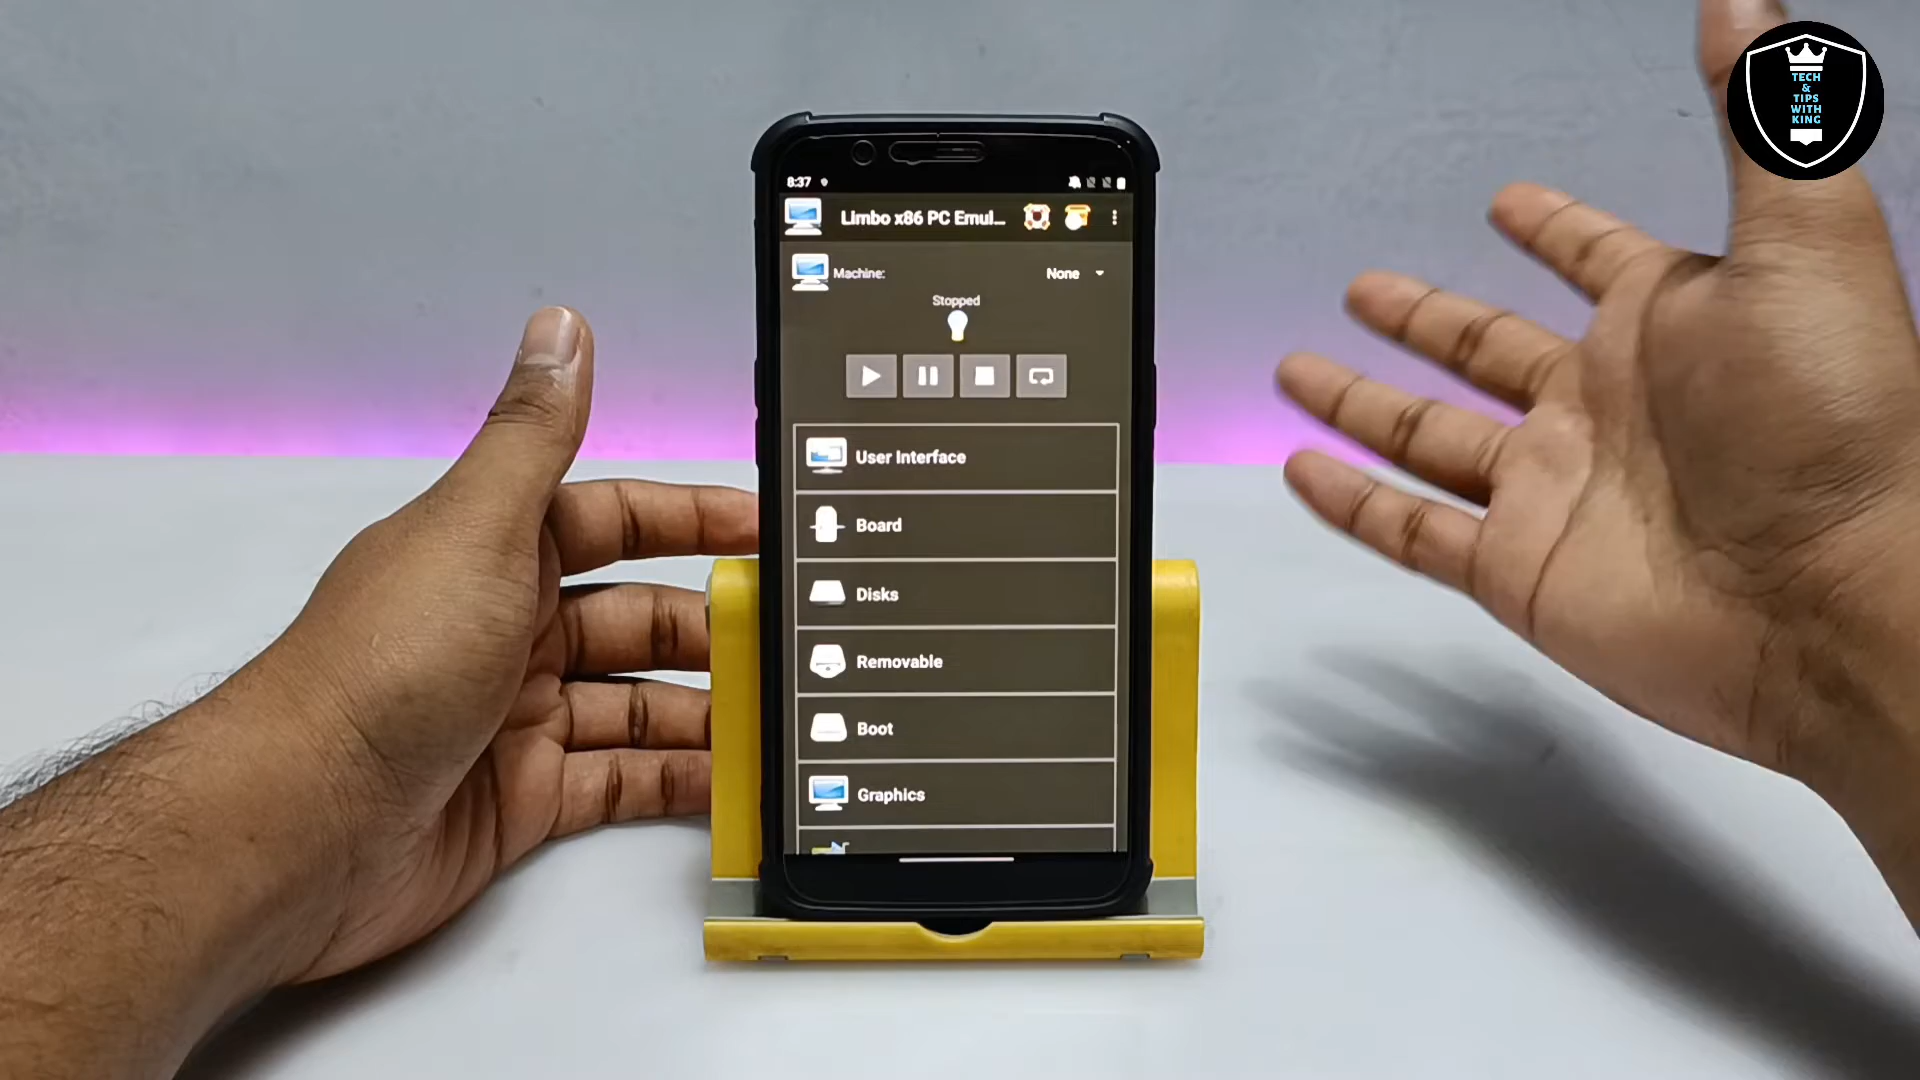 TECH
&
TIPS
WITH
KING
8:37
Limbo x86 PC Emul...
Machine:
None
Stopped
User Interface
Board
Disks
Removable
Boot
Graphics